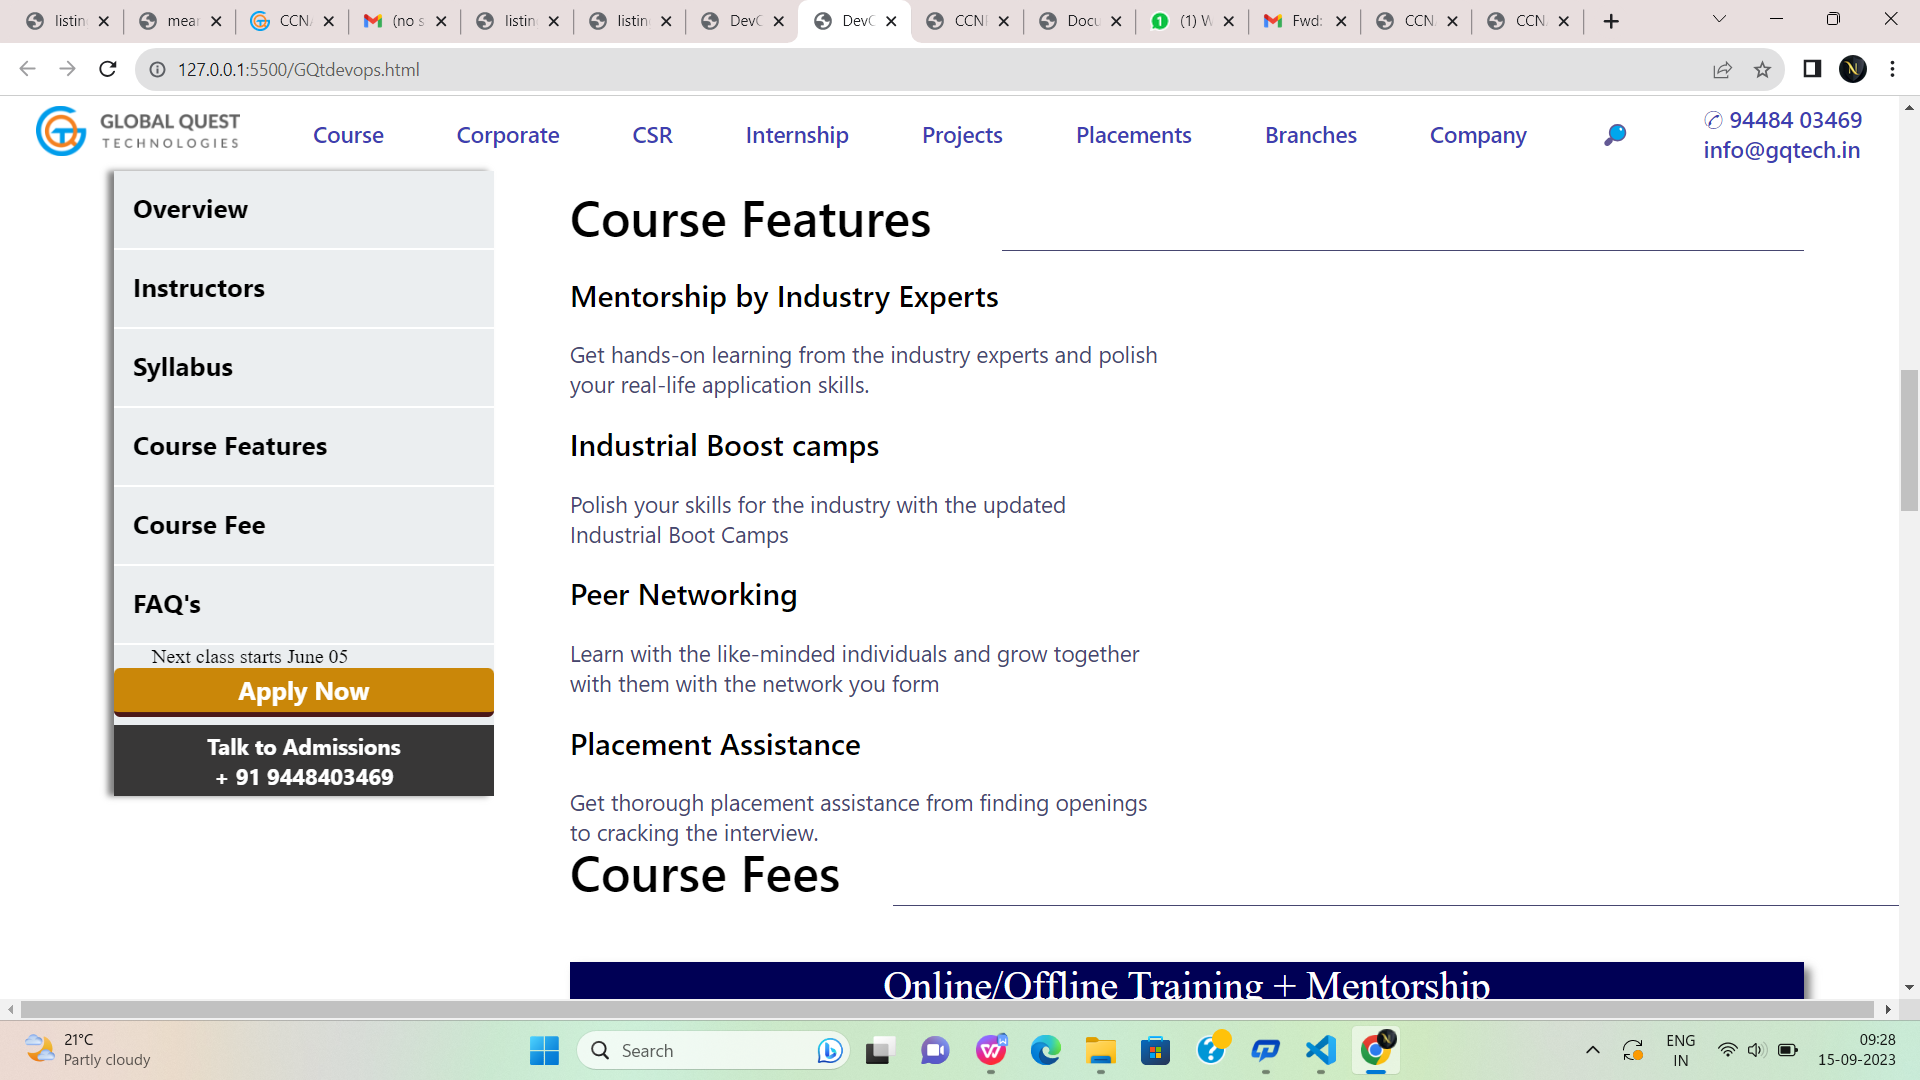 listin
mear
CCN
(no s
listin
listin
DevC
DevC
CCN
Docu
(1) W
Fwd:
CCN
CCN
127.0.0.1:5500/GQtdevops.html
GLOBAL QUEST
TECHNOLOGIES
Course
Corporate
CSR
Internship
Projects
Placements
Branches
Company
94484 03469
info@gqtech.in
Overview
Instructors
Syllabus
Course Features
Course Fee
FAQ's
Next class starts June 05
Apply Now
Talk to Admissions
+ 91 9448403469
Course Features
Mentorship by Industry Experts
Get hands-on learning from the industry experts and polish
your real-life application skills.
Industrial Boost camps
Polish your skills for the industry with the updated
Industrial Boot Camps
Peer Networking
Learn with the like-minded individuals and grow together
with them with the network you form
Placement Assistance
Get thorough placement assistance from finding openings
to cracking the interview.
Course Fees
Online/Offline Training + Mentorship
21°C
Partly cloudy
Search
ENG
IN
09:28
15-09-2023